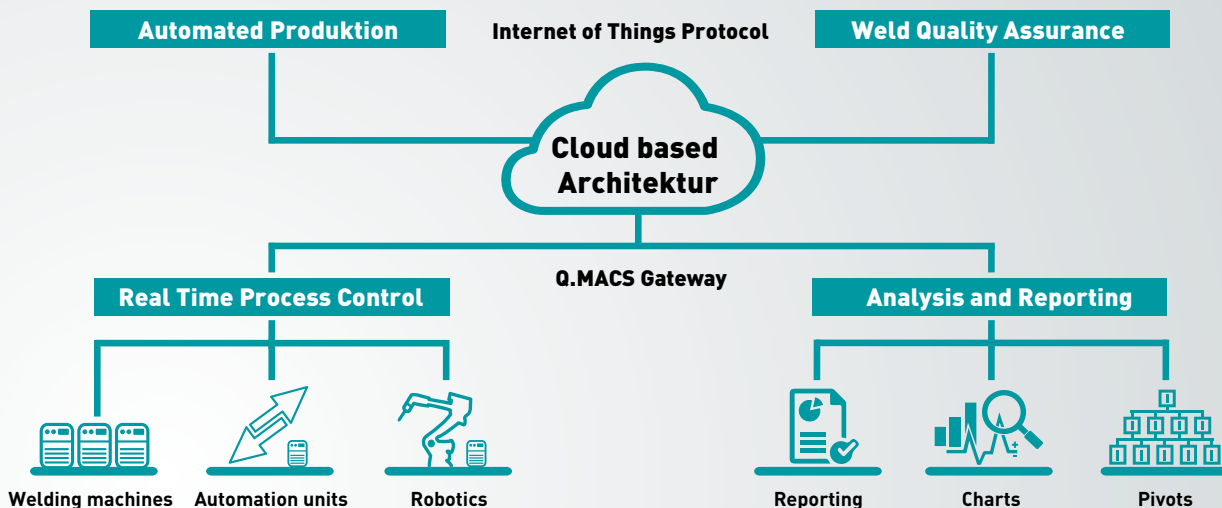 Automated Produktion
Internet of Things Protocol
Weld Quality Assurance
Cloud based
Architektur
Q.MACS Gateway
Real Time Process Control
Analysis and Reporting
Welding machines
Automation units
Robotics
Reporting
Charts
Pivots